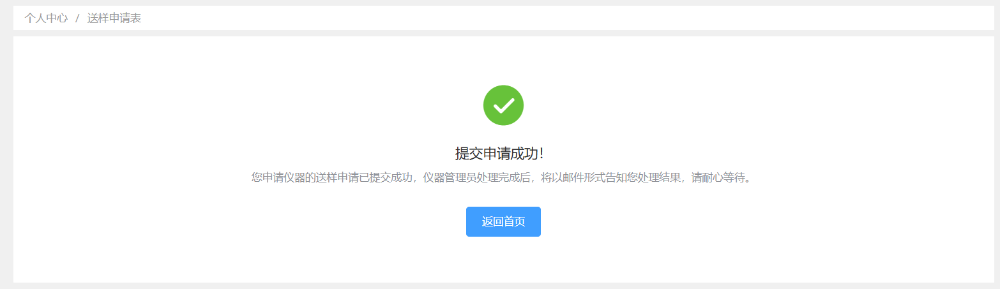 个人中心 / 送样申请表
提交申请成功！
您申请仪器的送样申请已提交成功，仪器管理员处理完成后，将以邮件形式告知您处理结果，请耐心等待。
返回首页